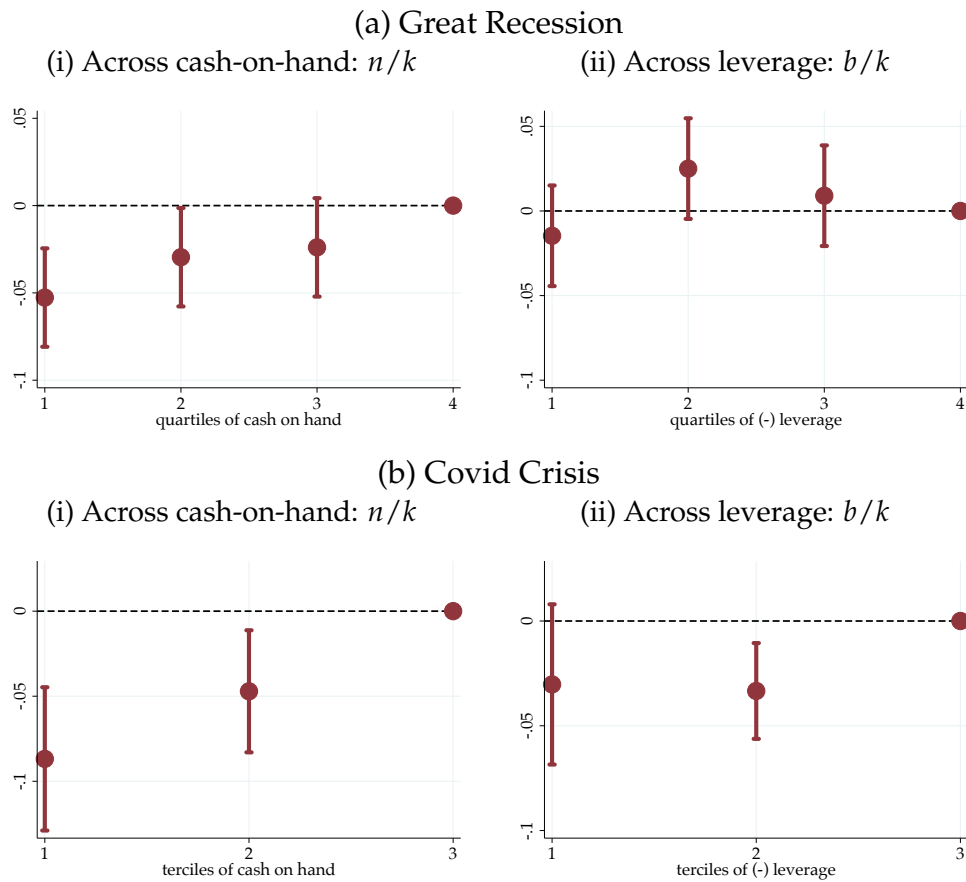 (a) Great Recession
(i) Across cash-on-hand: n/k
(ii) Across leverage: b/k
.05
0
-.05
-.1
1
2
3
4
quartiles of cash on hand
.05
0
-.05
-.1
1
2
3
4
quartiles of (-) leverage
(b) Covid Crisis
(i) Across cash-on-hand: n/k
(ii) Across leverage: b/k
0
-.05
-.1
1
2
3
terciles of cash on hand
0
-.05
-.1
1
2
3
terciles of (-) leverage